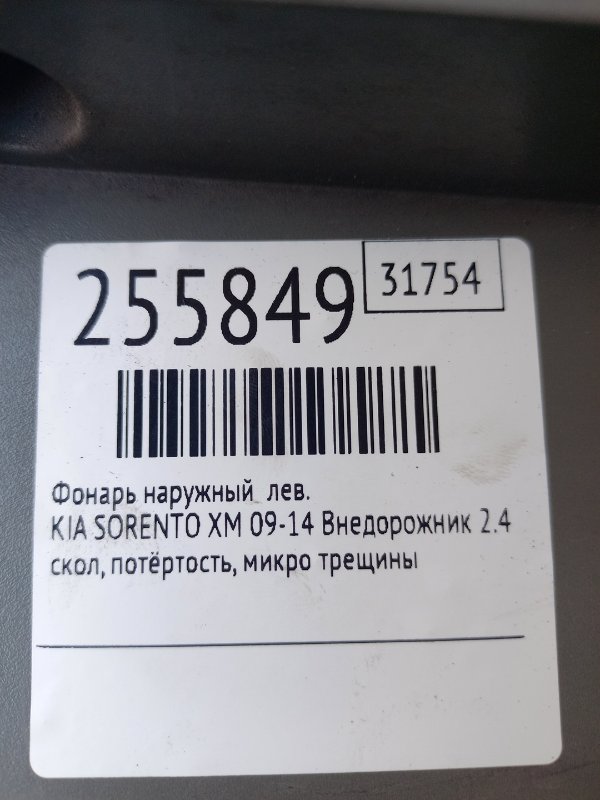 255849
31754
Фонарь наружный лев.
KIA SORENTO XM 09-14 Внедорожник 2.4
скол, потёртость, микро трещины